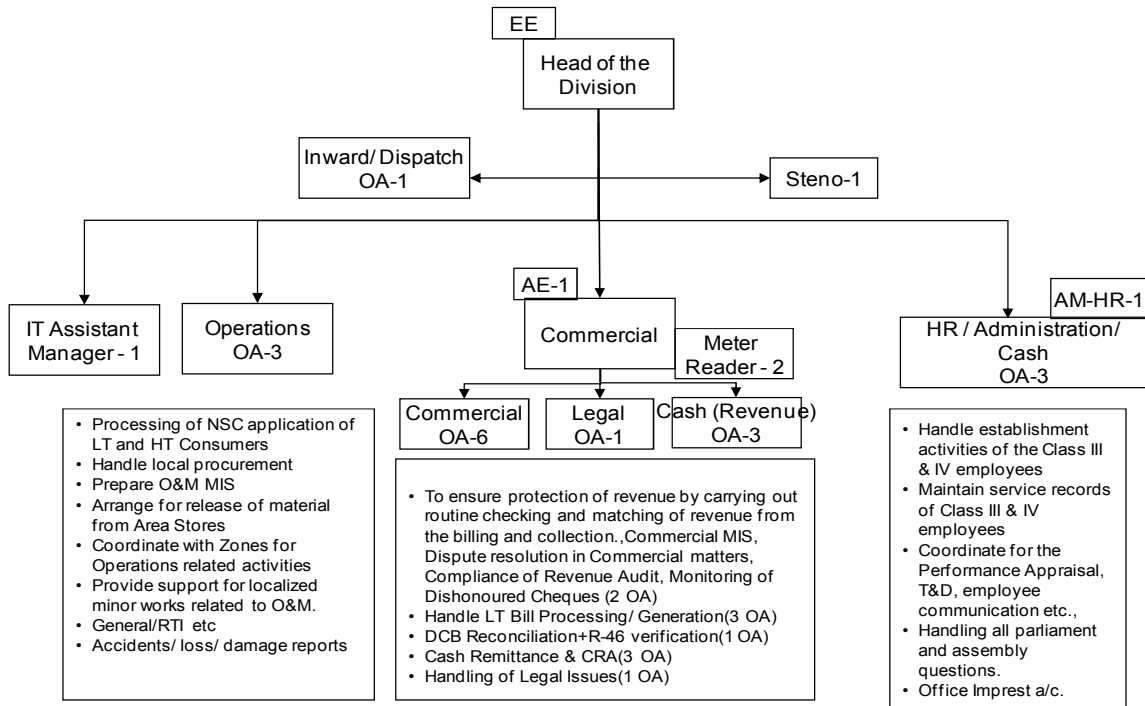 EE
Head of the
Division
Inward/ Dispatch
OA-1
Steno-1
IT Assistant
Manager - 1
Operations
OA-3
AE-1
Commercial
Meter
Reader - 2
AM-HR-1
HR / Administration/
Cash
OA-3
Commercial
OA-6
Legal
OA-1
Cash (Revenue)
OA-3
• Processing of NSC application of
LT and HT Consumers
• Handle local procurement
• Prepare O&M MIS
• Arrange for release of material
from Area Stores
• Coordinate with Zones for
Operations related activities
• Provide support for localized
minor works related to O&M.
• General/RTI etc
• Accidents/ loss/ damage reports
• To ensure protection of revenue by carrying out
routine checking and matching of revenue from
the billing and collection.,Commercial MIS,
Dispute resolution in Commercial matters,
Compliance of Revenue Audit, Monitoring of
Dishonoured Cheques (2 OA)
• Handle LT Bill Processing/ Generation(3 OA)
• DCB Reconciliation+R-46 verification(1 OA)
• Cash Remittance & CRA(3 OA)
• Handling of Legal Issues(1 OA)
• Handle establishment
activities of the Class III
& IV employees
• Maintain service records
of Class III & IV
employees
• Coordinate for the
Performance Appraisal,
T&D, employee
communication etc.,
• Handling all parliament
and assembly
questions.
• Office Imprest a/c.